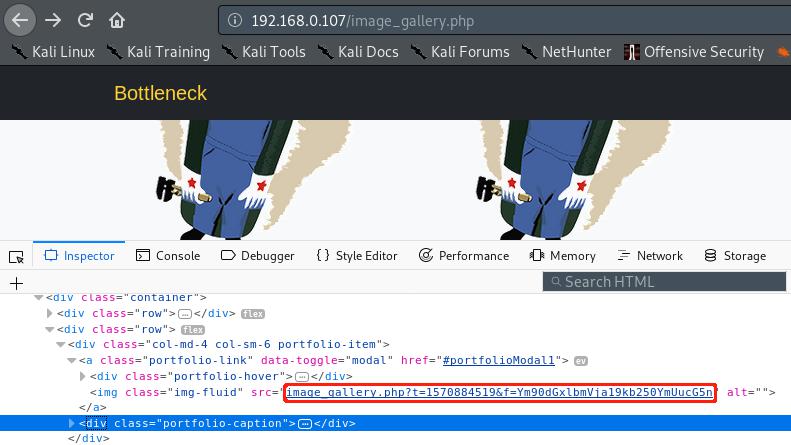 192.168.0.107/image_gallery.php
Kali Linux Kali Training Kali Tools Kali Docs Kali Forums NetHunter Offensive Security
Bottleneck
Inspector Console Debugger Style Editor Performance Memory Network Storage
Search HTML
<div class="container">
<div class="row"></div> flex
<div class="row"> flex
<div class="col-md-4 col-sm-6 portfolio-item">
<a class="portfolio-link" data-toggle="modal" href="#portfolioModal1"> ev
<div class="portfolio-hover"></div>
<img class="img-fluid" src="image_gallery.php?t=1570884519&f=Ym90dGxlbmVja19kb250YmUucG5n" alt="">
</a>
<div class="portfolio-caption"></div>
</div>